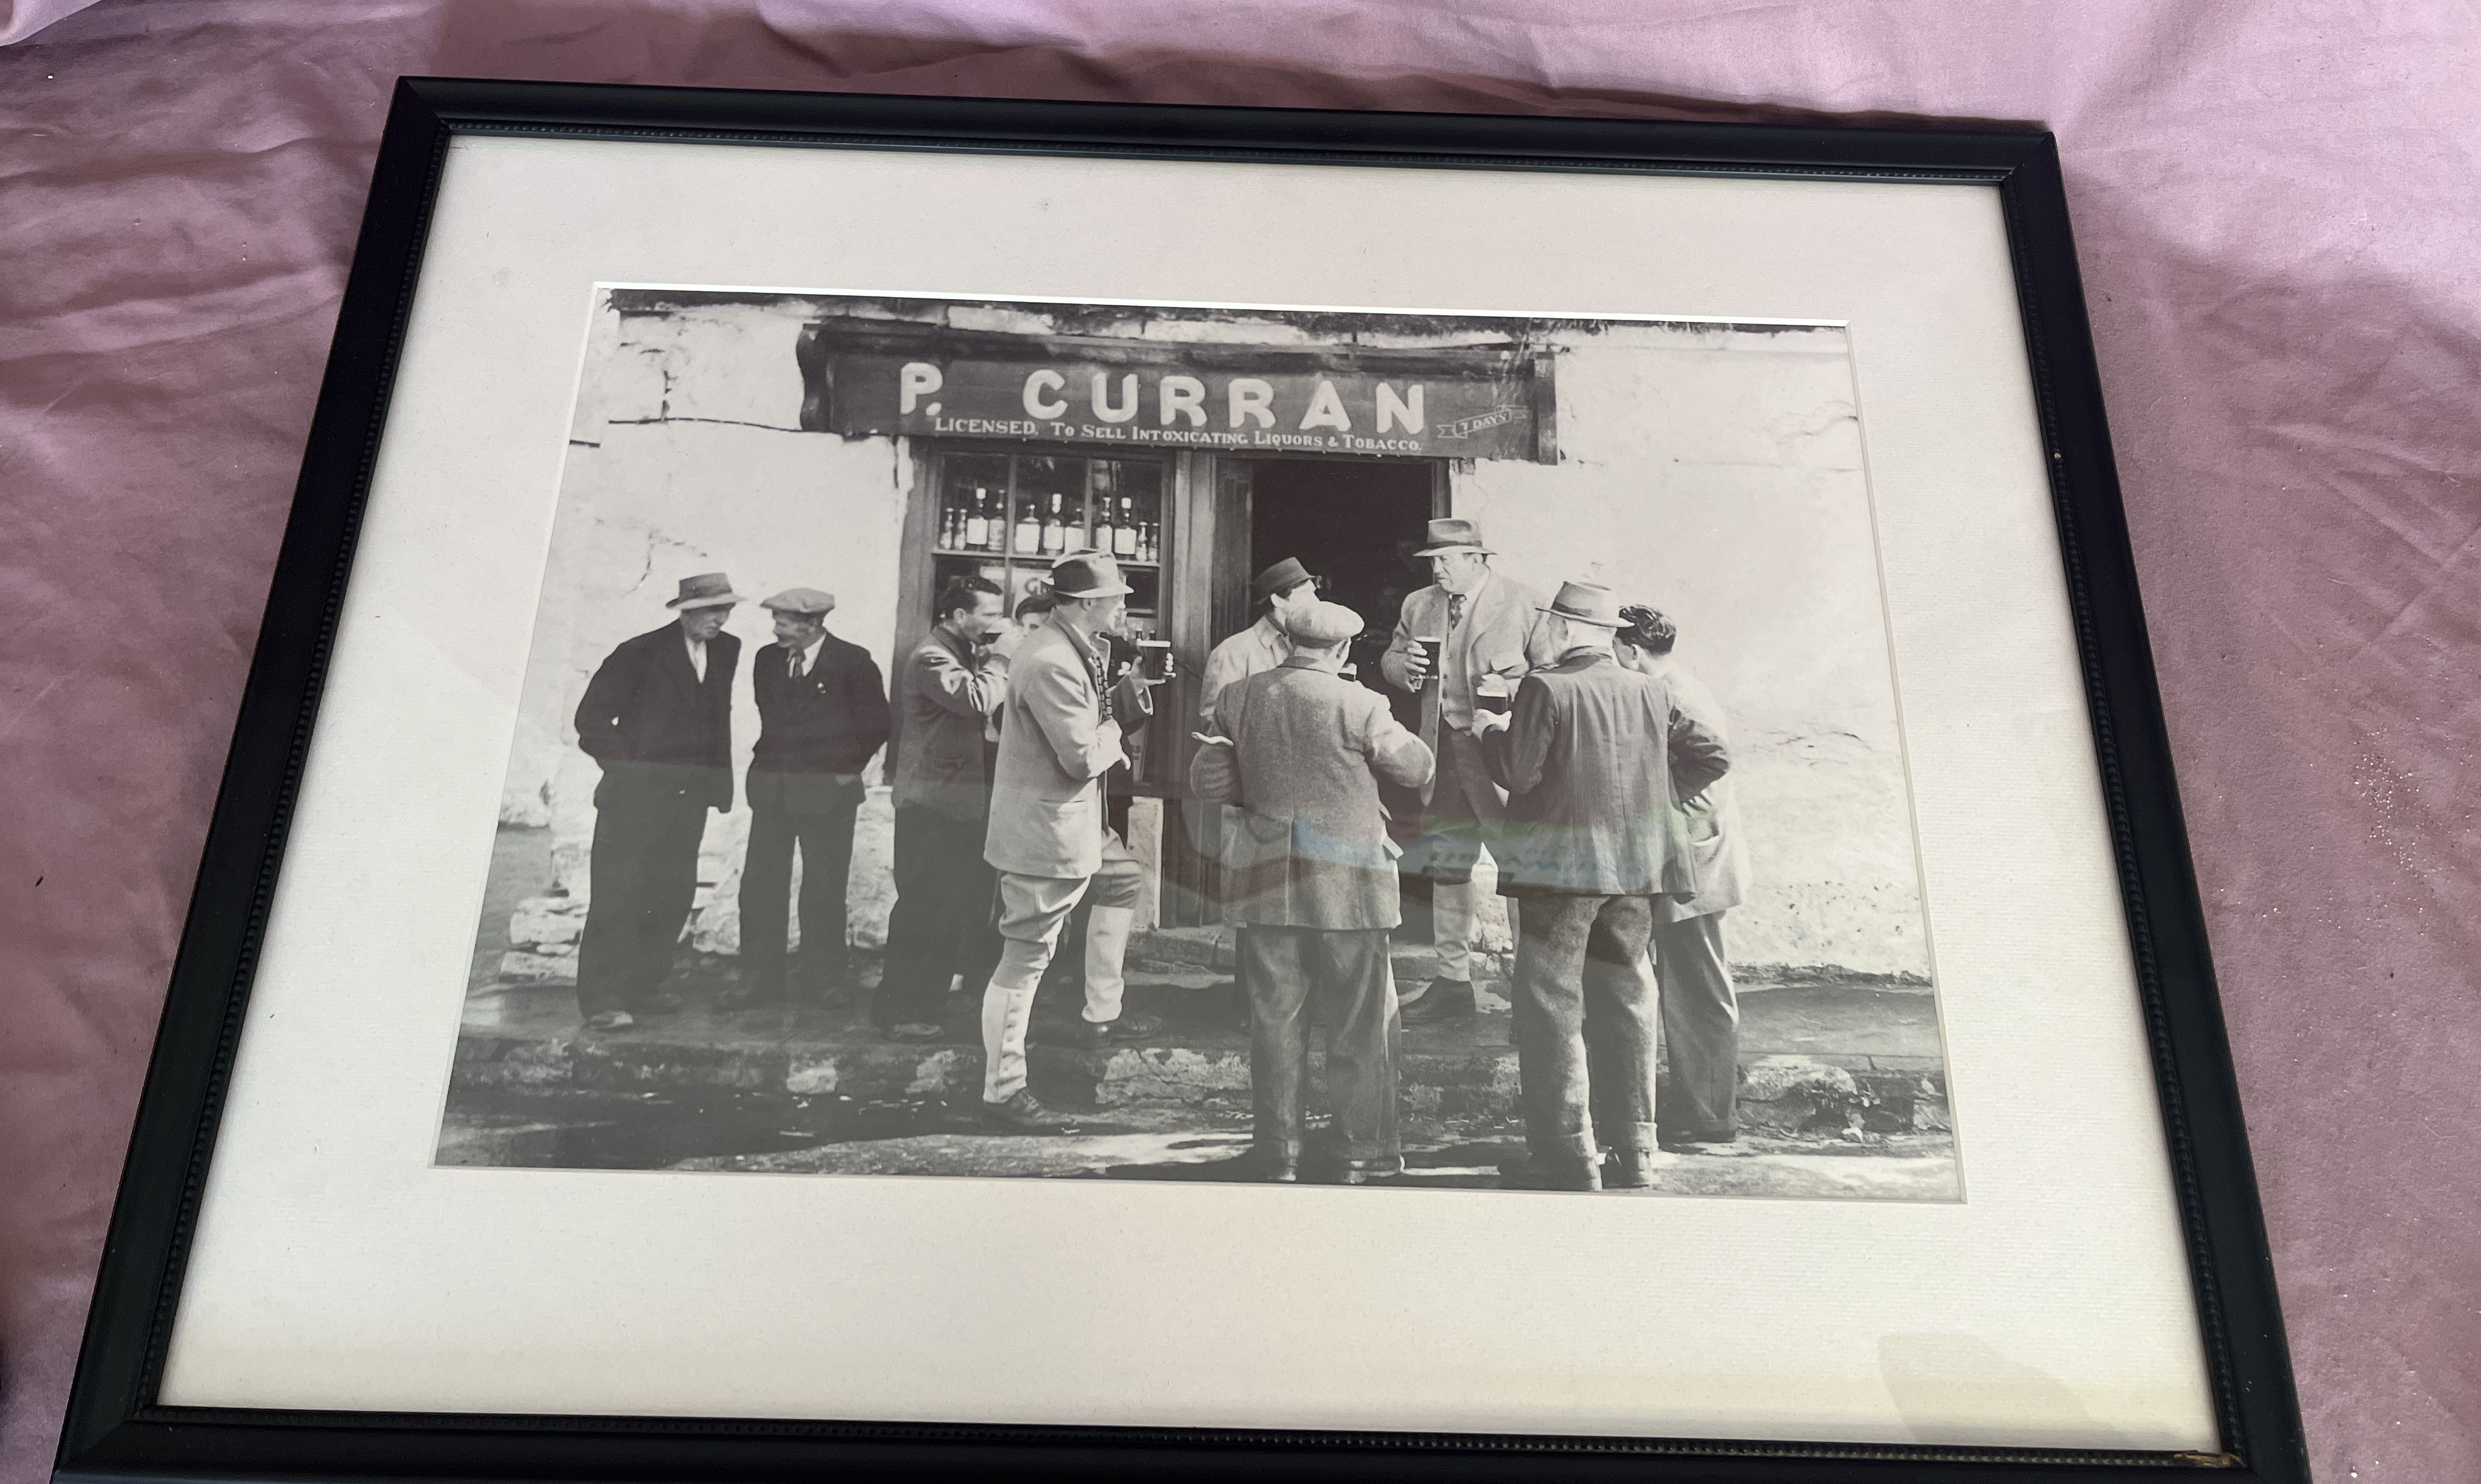 P. CURRAN
LICENSED. TO SELL INTOXICATING LIQUORS & TOBACCO.
7 DAYS